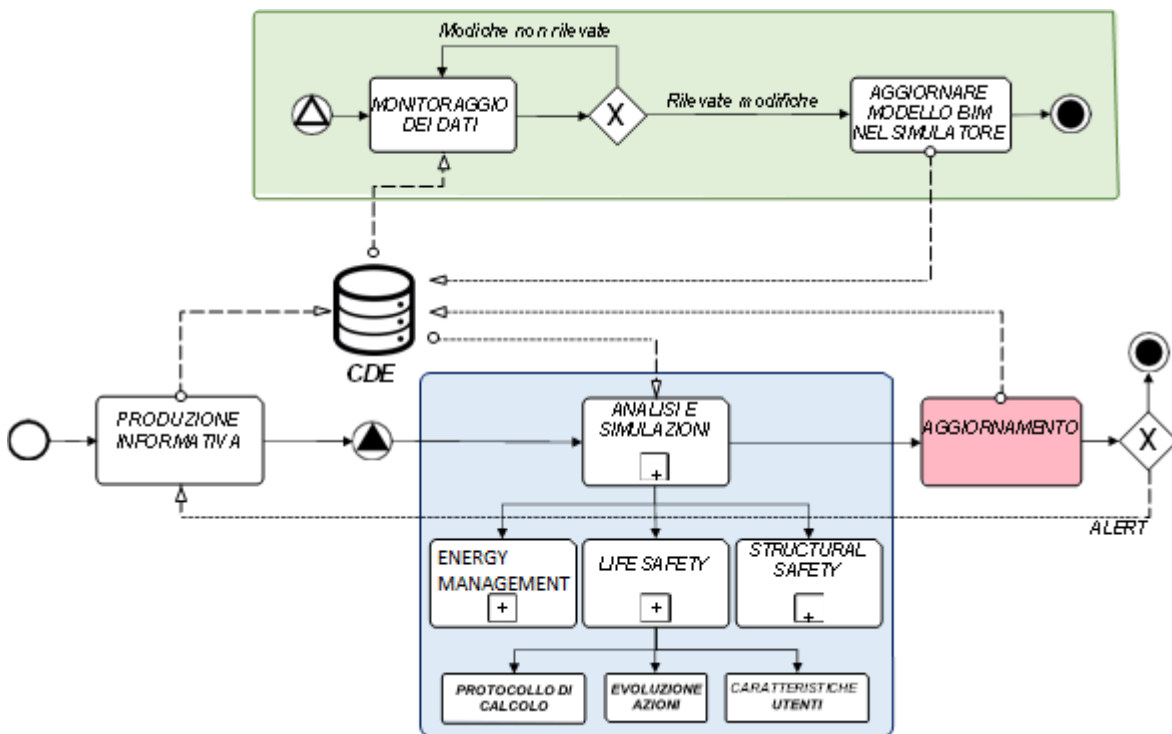 Modiche non rilevate
MONITORAGGIO
DEI DATI
X
Rilevate modifiche
AGGIORNARE
MODELLO BIM
NEL SIMULATORE
CDE
PRODUZIONE
INFORMATIVA
ANALISI E
SIMULAZIONI
+
AGGIORNAMENTO
X
ALERT
ENERGY
MANAGEMENT
+
LIFE SAFETY
+
STRUCTURAL
SAFETY
+
PROTOCOLLO DI
CALCOLO
EVOLUZIONE
AZIONI
CARATTERISTICHE
UTENTI